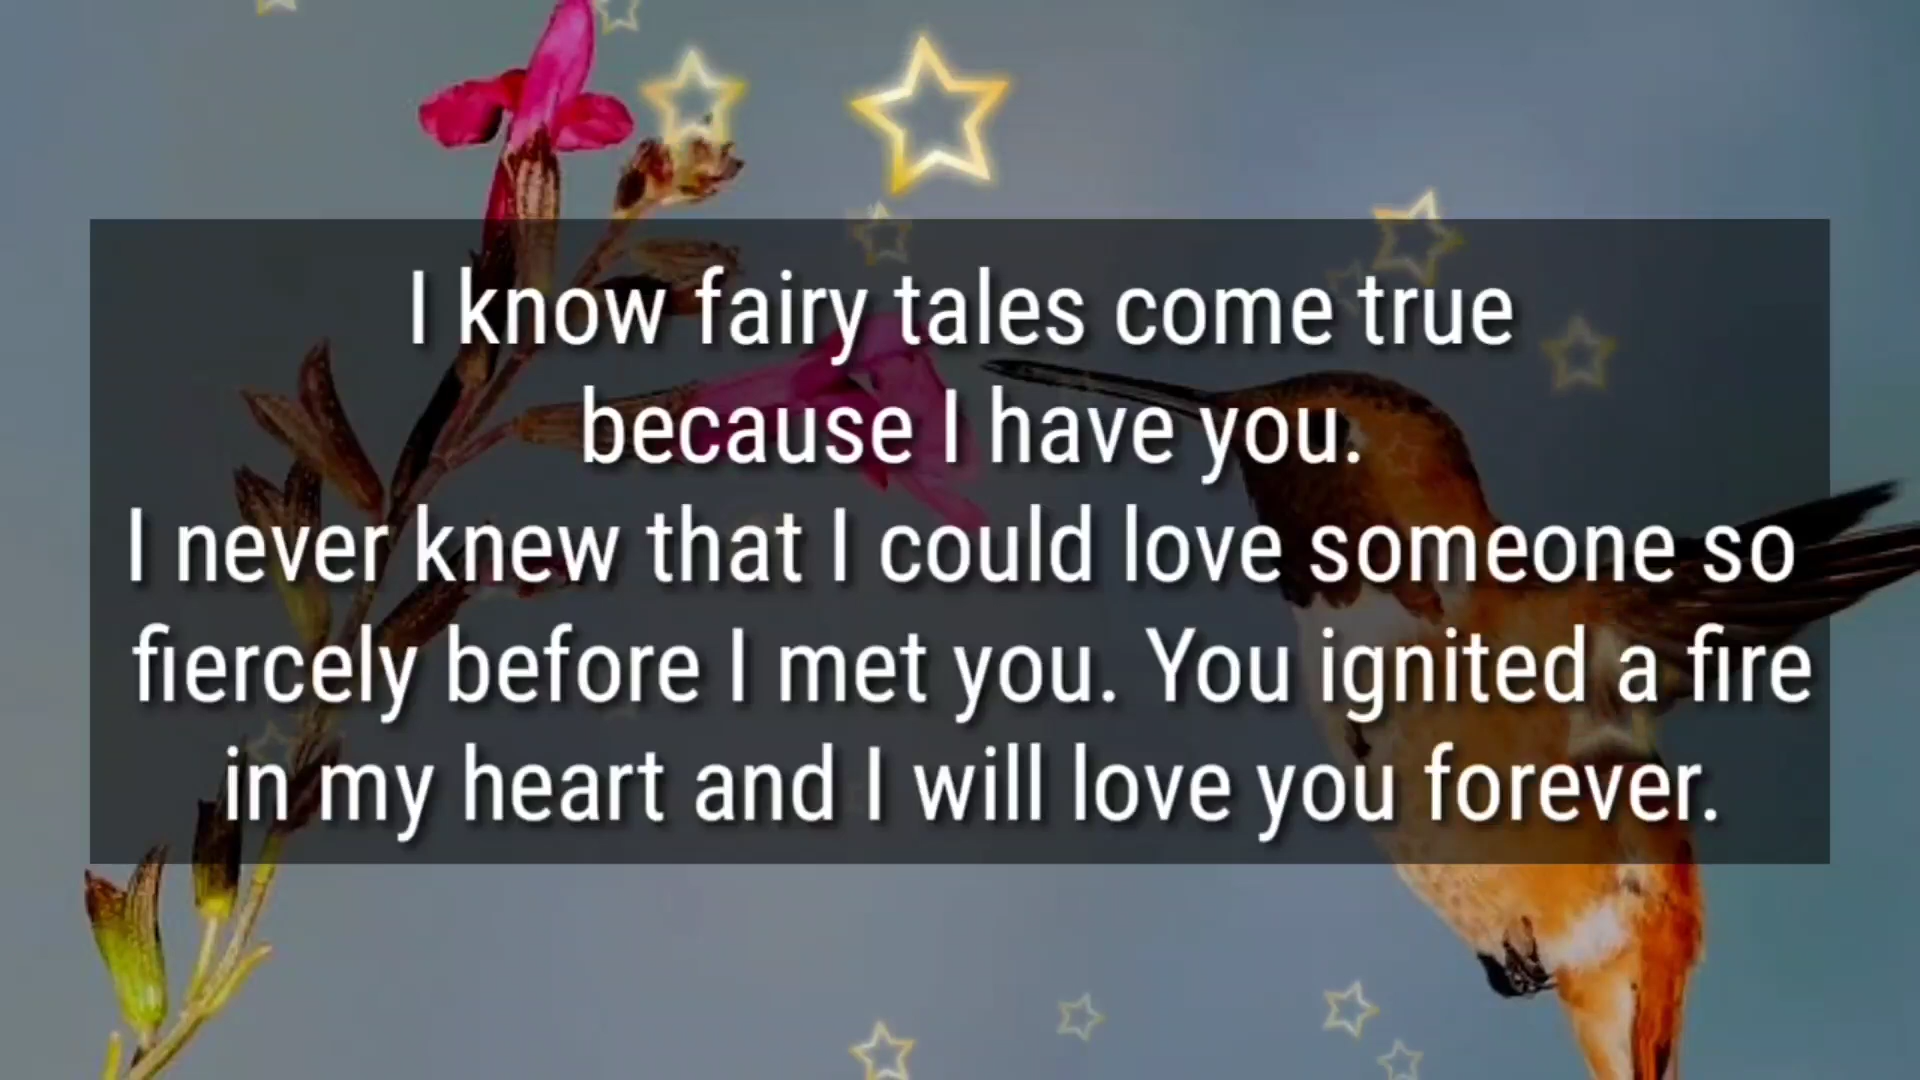 I know fairy tales come true
because I have you.
I never knew that I could love someone so
fiercely before I met you. You ignited a fire
in my heart and I will love you forever.